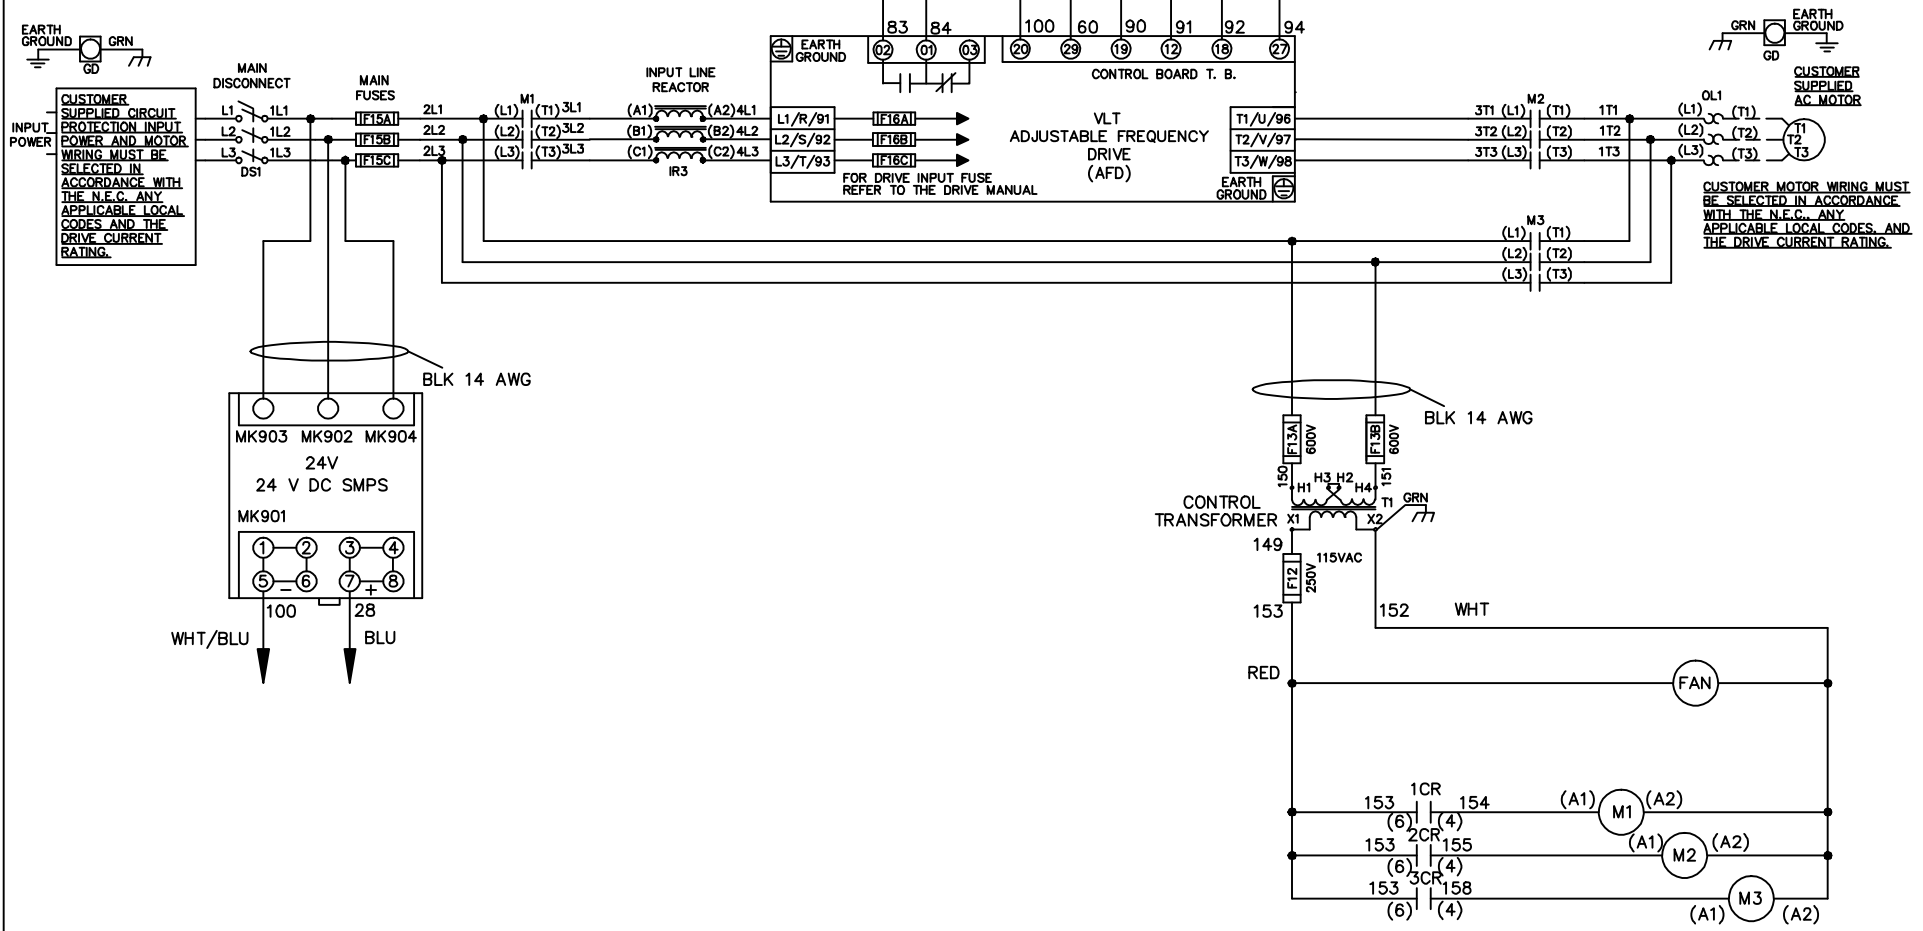 83 84 100 60 90 91 92 94
EARTH
GROUND
GRN
GD
EARTH
GROUND
02 01 03
20 29 19 12 18 27
CONTROL BOARD T. B.
GRN
EARTH
GROUND
GD
CUSTOMER
SUPPLIED
AC MOTOR
INPUT
POWER
CUSTOMER
SUPPLIED CIRCUIT
PROTECTION INPUT
POWER AND MOTOR
WIRING MUST BE
SELECTED IN
ACCORDANCE WITH
THE N.E.C. ANY
APPLICABLE LOCAL
CODES AND THE
DRIVE CURRENT
RATING.
MAIN
DISCONNECT
L1 1L1
L2 1L2
L3 1L3
DS1
MAIN
FUSES
F15A
F15B
F15C
2L1
2L2
2L3
M1
(L1) (T1) 3L1
(L2) (T2) 3L2
(L3) (T3) 3L3
INPUT LINE
REACTOR
(A1) (A2) 4L1
(B1) (B2) 4L2
(C1) (C2) 4L3
IR3
L1/R/91
L2/S/92
L3/T/93
F16A
F16B
F16C
FOR DRIVE INPUT FUSE
REFER TO THE DRIVE MANUAL
VLT
ADJUSTABLE FREQUENCY
DRIVE
(AFD)
T1/U/96
T2/V/97
T3/W/98
EARTH
GROUND
M2
3T1 (L1) (T1) 1T1
3T2 (L2) (T2) 1T2
3T3 (L3) (T3) 1T3
OL1
(L1) (T1)
(L2) (T2)
(L3) (T3)
T1
T2
T3
CUSTOMER MOTOR WIRING MUST
BE SELECTED IN ACCORDANCE
WITH THE N.E.C., ANY
APPLICABLE LOCAL CODES, AND
THE DRIVE CURRENT RATING.
M3
(L1) (T1)
(L2) (T2)
(L3) (T3)
BLK 14 AWG
MK903 MK902 MK904
24V
24 V DC SMPS
MK901
1 2 3 4
5 - 6 7 + 8
100 28
WHT/BLU BLU
BLK 14 AWG
F13A
600V
F13B
600V
150
151
H1 H3 H2 H4
T1
GRN
CONTROL
TRANSFORMER
X1 X2
149
F12
250V
115VAC
153
152 WHT
RED
FAN
1CR
153 154
(6) (4)
(A1) M1 (A2)
2CR
153 155
(6) (4)
(A1) M2 (A2)
3CR
153 158
(6) (4)
(A1) M3 (A2)